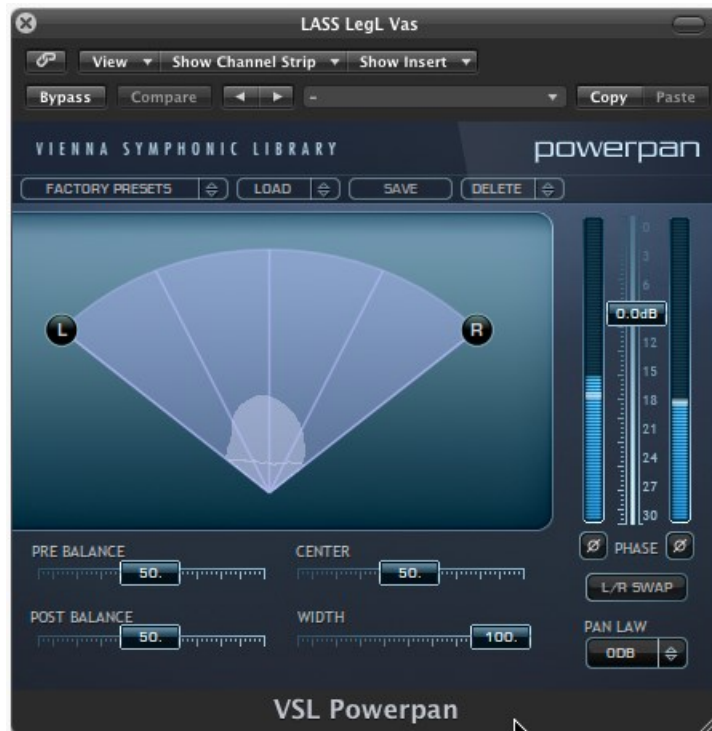 LASS LegL Vas
View Show Channel Strip Show Insert
Bypass Compare - Copy Paste
VIENNA SYMPHONIC LIBRARY powerpan
FACTORY PRESETS LOAD SAVE DELETE
0
3
6
L R 0.0dB
12
15
18
21
24
27
30
PRE BALANCE 50. CENTER 50.
Ø PHASE Ø
L/R SWAP
POST BALANCE 50. WIDTH 100.
PAN LAW
0DB
VSL Powerpan